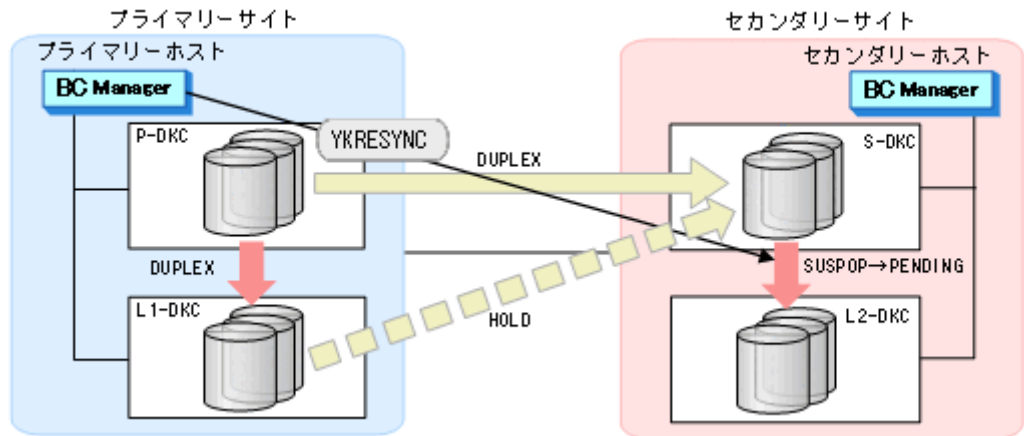 プライマリーサイト
セカンダリーサイト
プライマリーホスト
セカンダリーホスト
BC Manager
BC Manager
P-DKC
YKRESYNC
DUPLEX
S-DKC
DUPLEX
SUSPOP→PENDING
L1-DKC
HOLD
L2-DKC